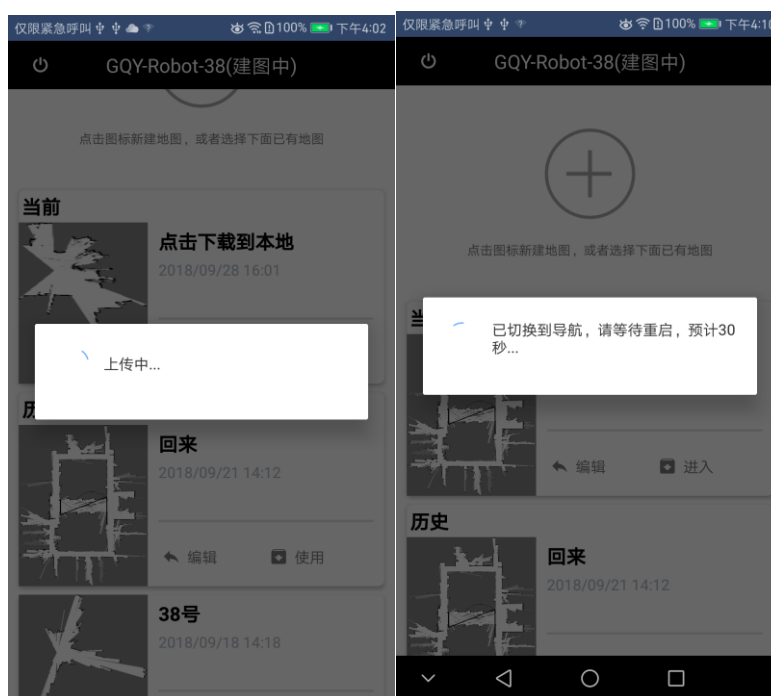 仅限紧急呼叫
100%
下午4:02
GQY-Robot-38(建图中)
点击图标新建地图，或者选择下面已有地图
当前
点击下载到本地
2018/09/28 16:01
上传中...
回来
2018/09/21 14:12
编辑
使用
38号
2018/09/18 14:18
仅限紧急呼叫
100%
下午4:10
GQY-Robot-38(建图中)
点击图标新建地图，或者选择下面已有地图
已切换到导航，请等待重启，预计30
秒...
编辑
进入
历史
回来
2018/09/21 14:12